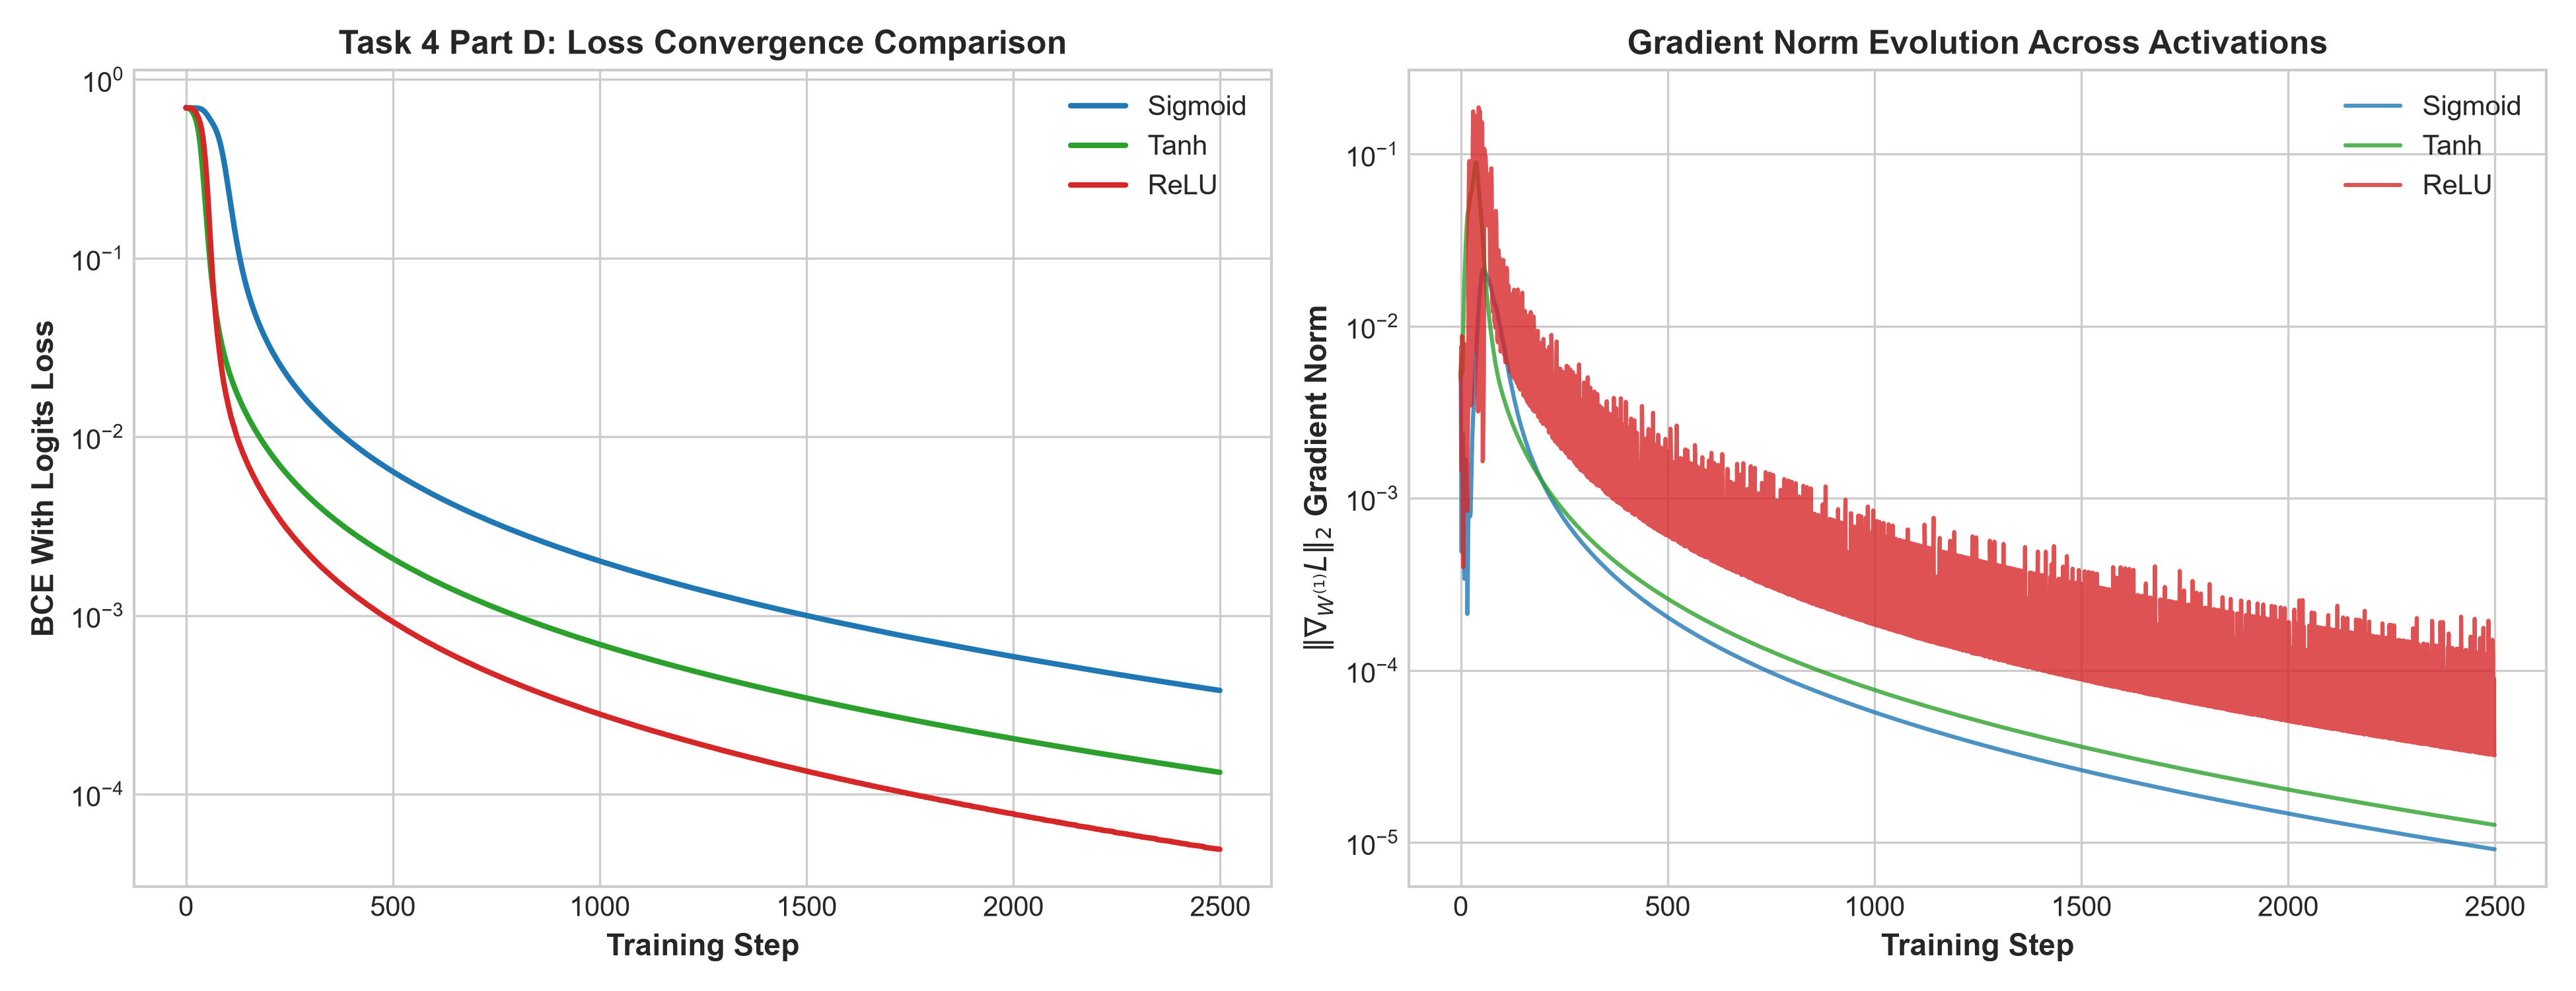 Task 4 Part D: Loss Convergence Comparison
10⁰
10⁻¹
10⁻²
10⁻³
10⁻⁴
BCE With Logits Loss
Sigmoid
Tanh
ReLU
0 500 1000 1500 2000 2500
Training Step
Gradient Norm Evolution Across Activations
10⁻¹
10⁻²
10⁻³
10⁻⁴
10⁻⁵
‖∇_{W⁽¹⁾}L‖₂ Gradient Norm
Sigmoid
Tanh
ReLU
0 500 1000 1500 2000 2500
Training Step